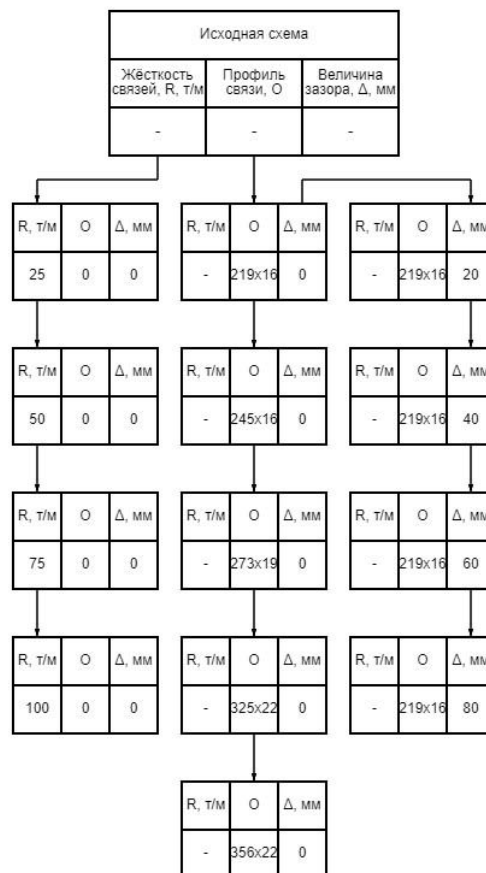 Исходная схема
Жёсткость связей, R, т/м
Профиль связи, О
Величина зазора, Δ, мм
- - -
R, т/м О Δ, мм
25 0 0
R, т/м О Δ, мм
- 219x16 0
R, т/м О Δ, мм
- 219x16 20
R, т/м О Δ, мм
50 0 0
R, т/м О Δ, мм
- 245x16 0
R, т/м О Δ, мм
- 219x16 40
R, т/м О Δ, мм
75 0 0
R, т/м О Δ, мм
- 273x19 0
R, т/м О Δ, мм
- 219x16 60
R, т/м О Δ, мм
100 0 0
R, т/м О Δ, мм
- 325x22 0
R, т/м О Δ, мм
- 219x16 80
R, т/м О Δ, мм
- 356x22 0